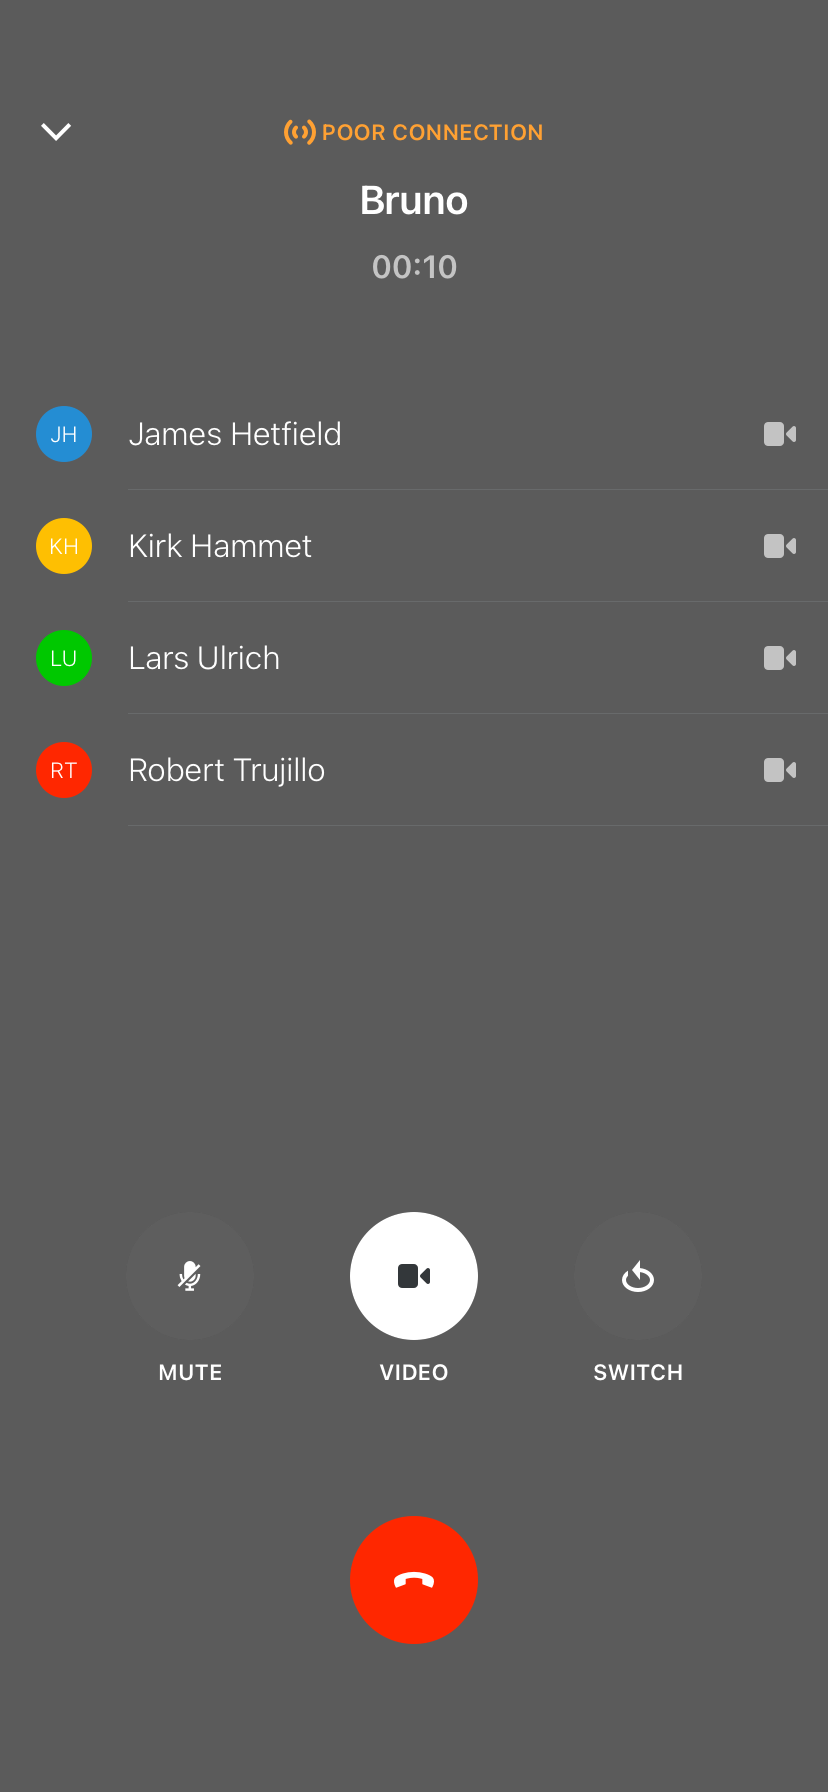 POOR CONNECTION
Bruno
00:10
JH James Hetfield
KH Kirk Hammet
LU Lars Ulrich
RT Robert Trujillo
MUTE VIDEO SWITCH